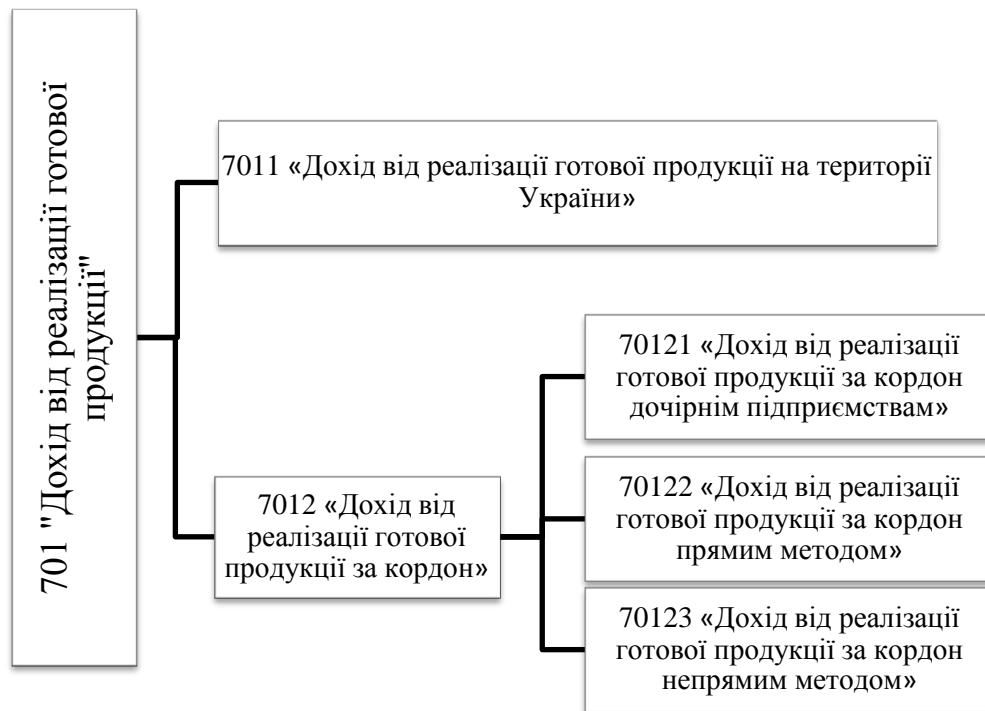 701 "Дохід від реалізації готової
продукції"
7011 «Дохід від реалізації готової продукції на території
України»
7012 «Дохід від
реалізації готової
продукції за кордон»
70121 «Дохід від реалізації
готової продукції за кордон
дочірнім підприємствам»
70122 «Дохід від реалізації
готової продукції за кордон
прямим методом»
70123 «Дохід від реалізації
готової продукції за кордон
непрямим методом»